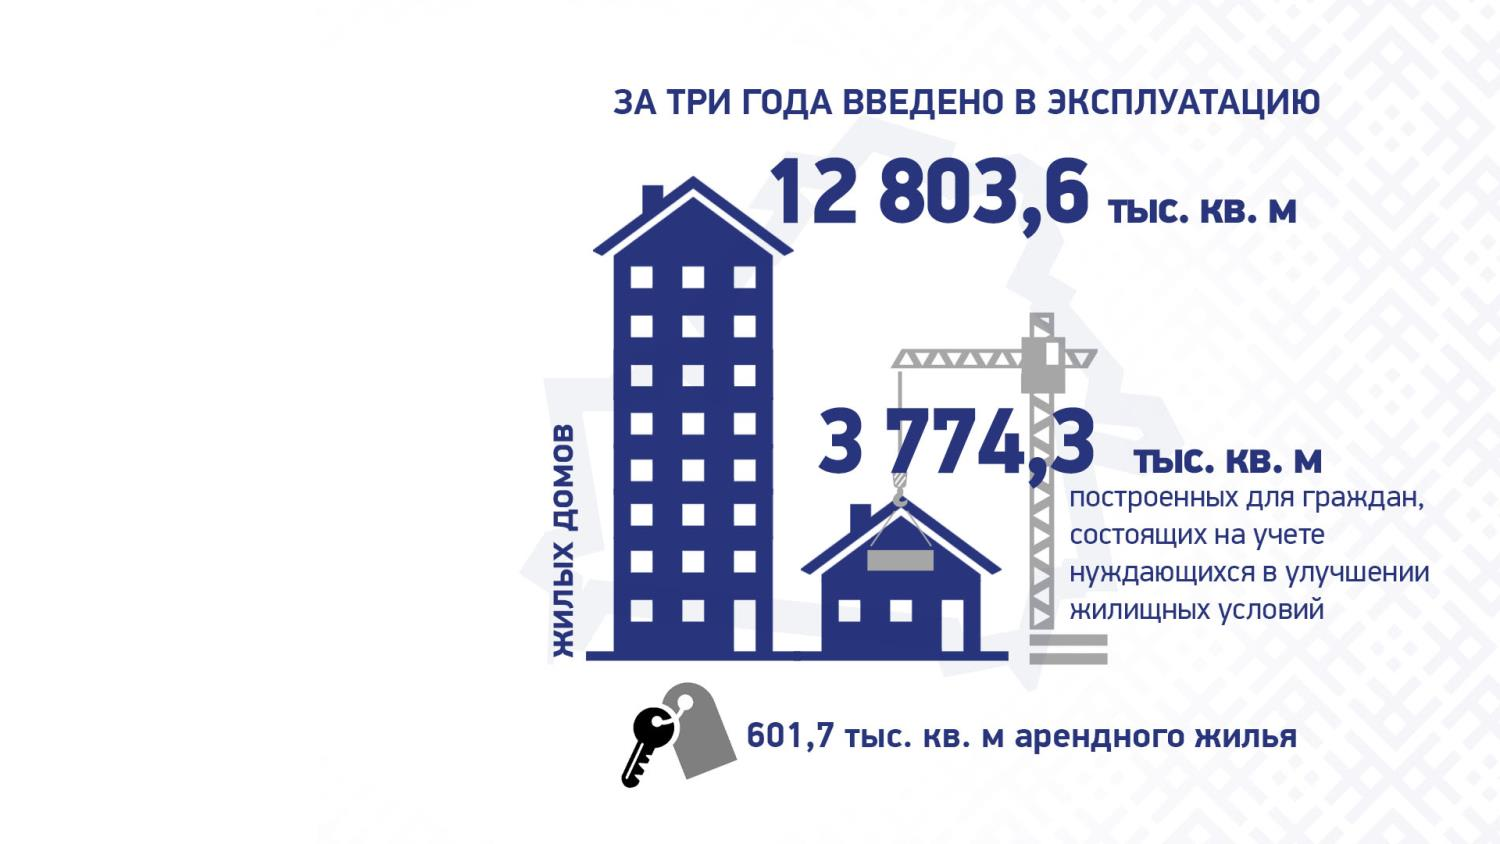 ЗА ТРИ ГОДА ВВЕДЕНО В ЭКСПЛУАТАЦИЮ
12 803,6 тыс. кв. м
жилых домов
3 774,3 тыс. кв. м
построенных для граждан,
состоящих на учете
нуждающихся в улучшении
жилищных условий
601,7 тыс. кв. м арендного жилья